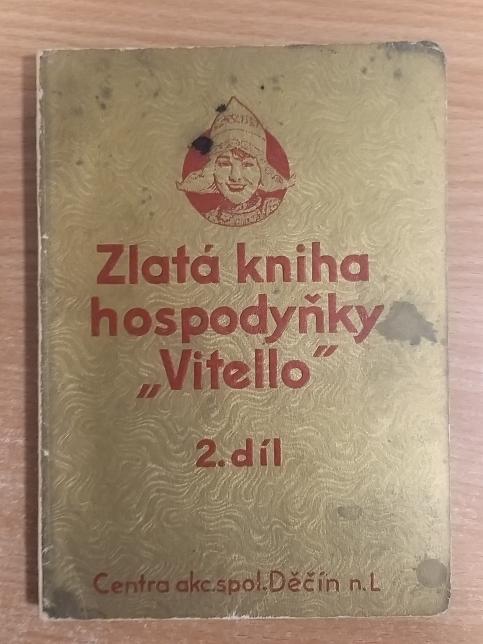 Zlatá kniha
hospodyňky
„Vitello"
2. díl
Centra akc.spol.Děčín n.L